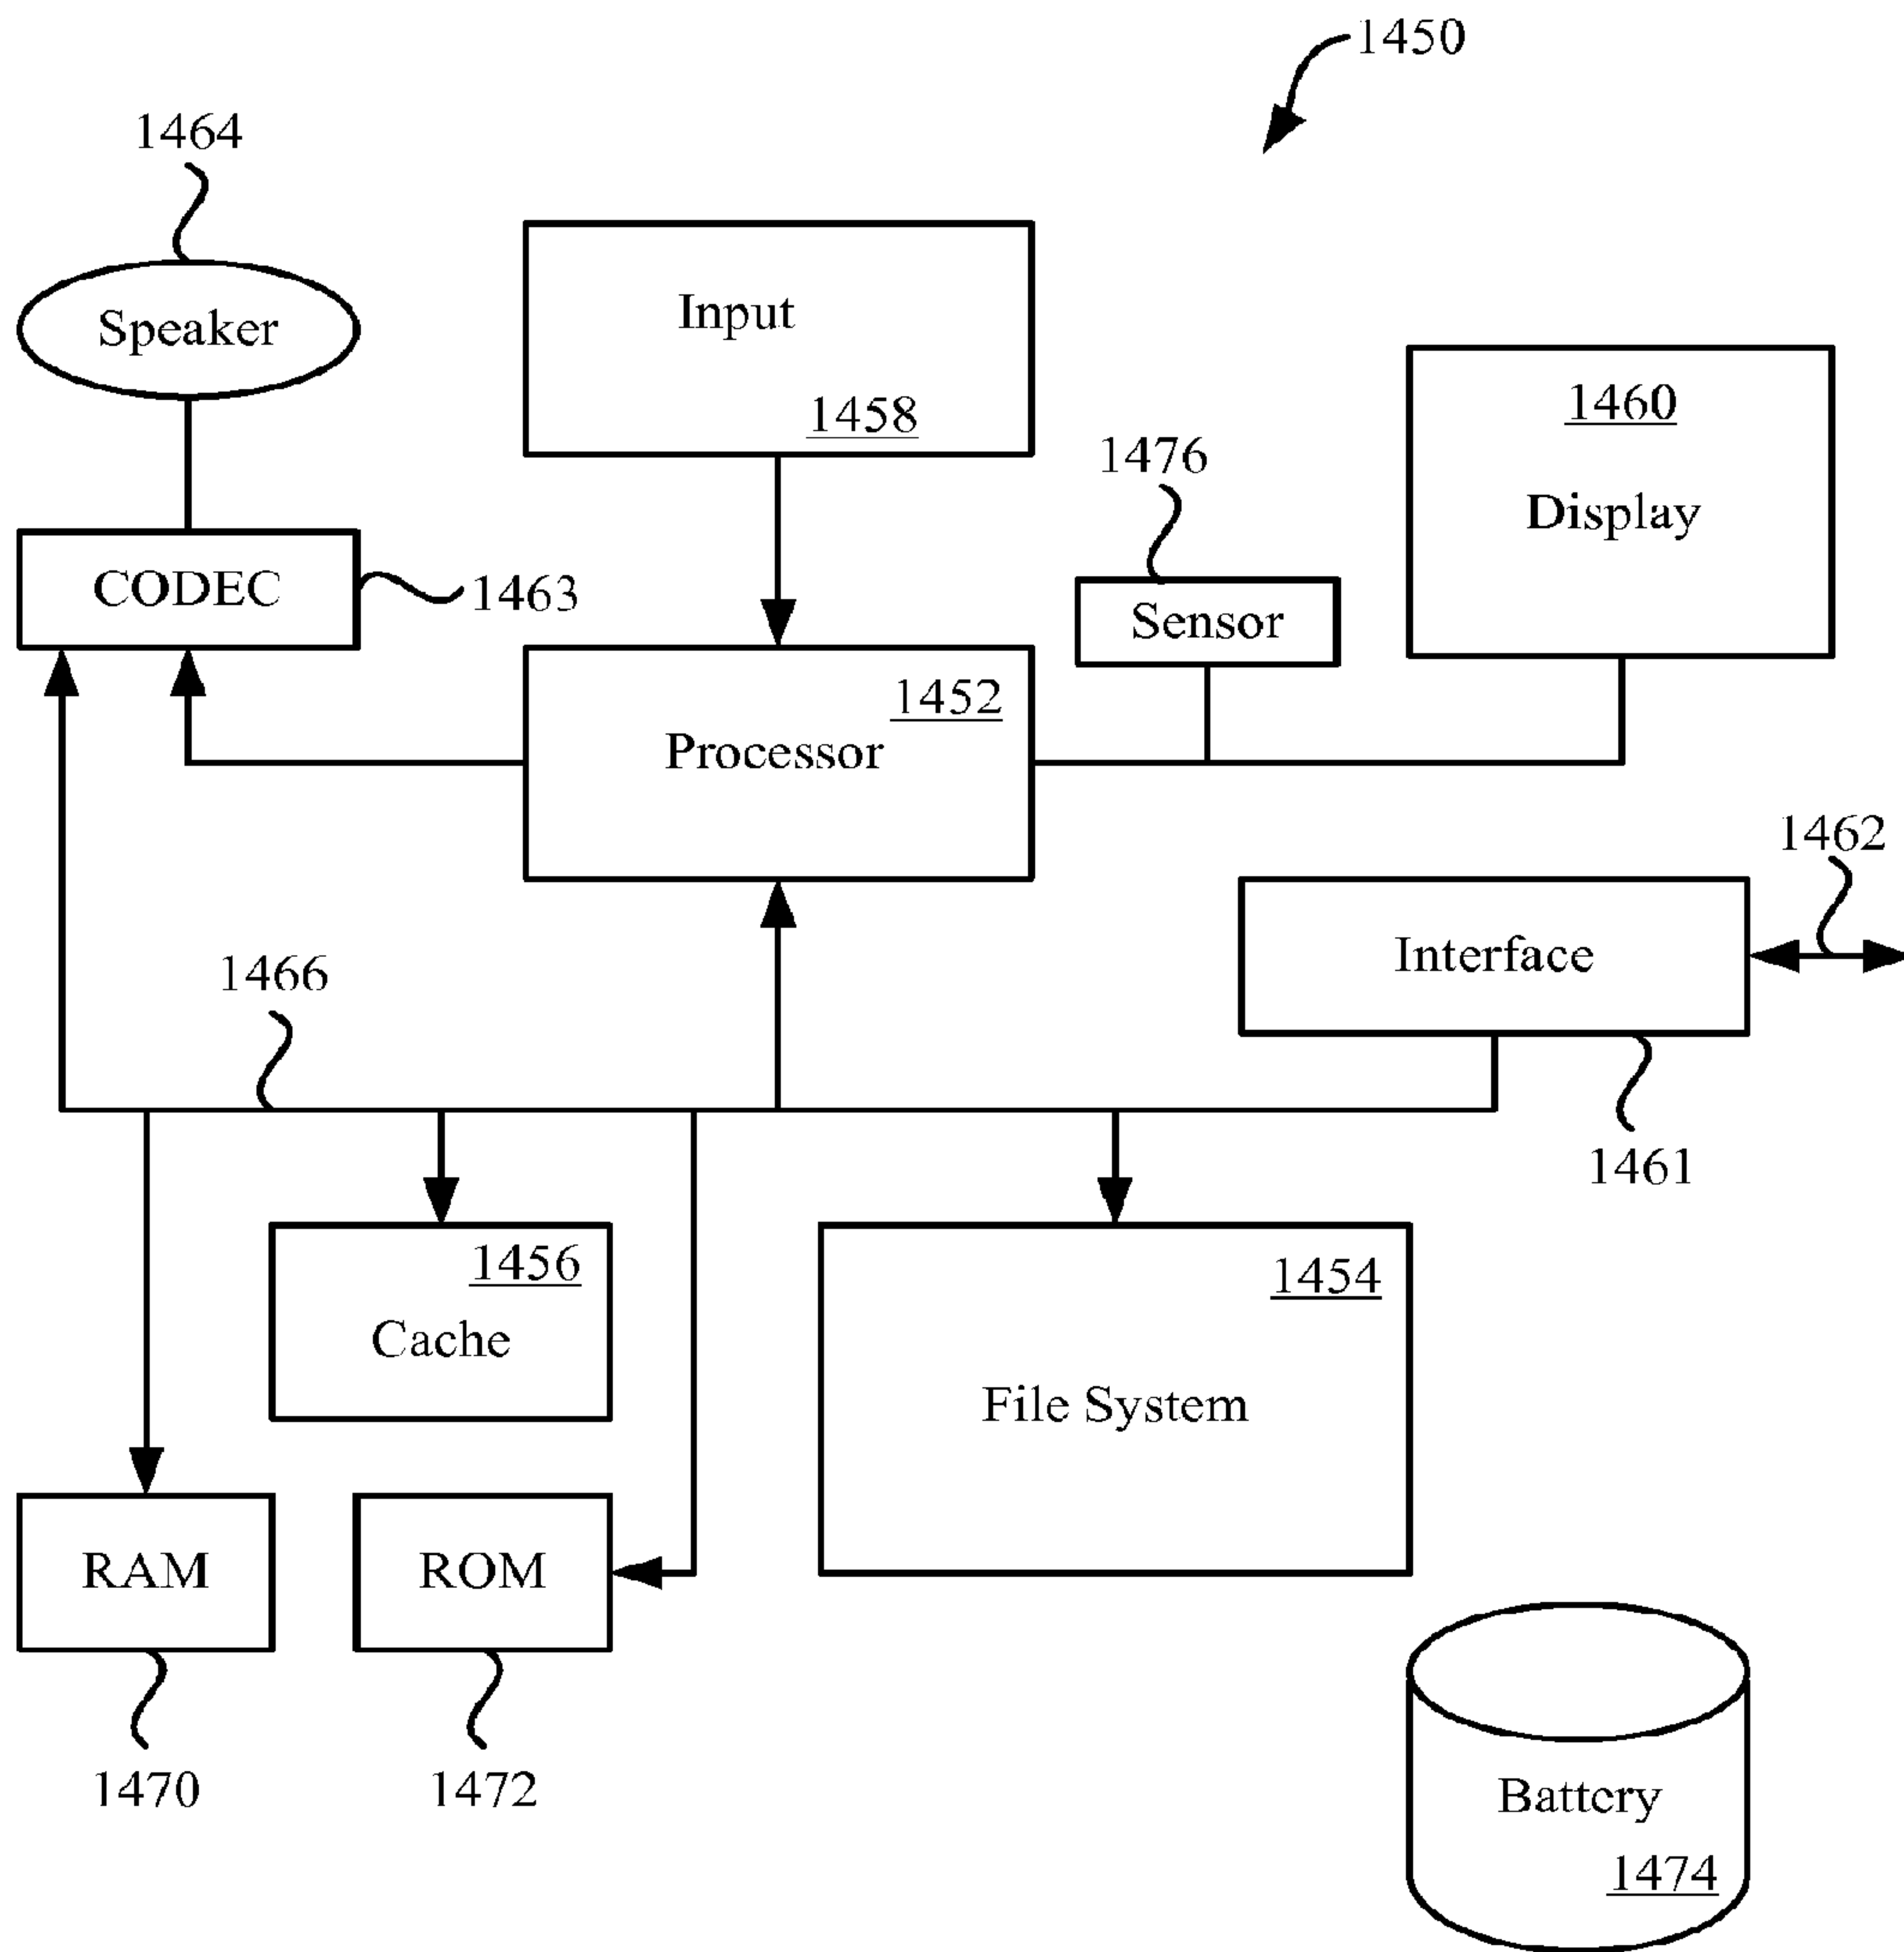 1450
1464
Speaker
Input
1458
1460
Display
1476
Sensor
CODEC
1463
1452
Processor
1462
Interface
1466
1461
1456
Cache
1454
File System
RAM
ROM
1470
1472
Battery
1474